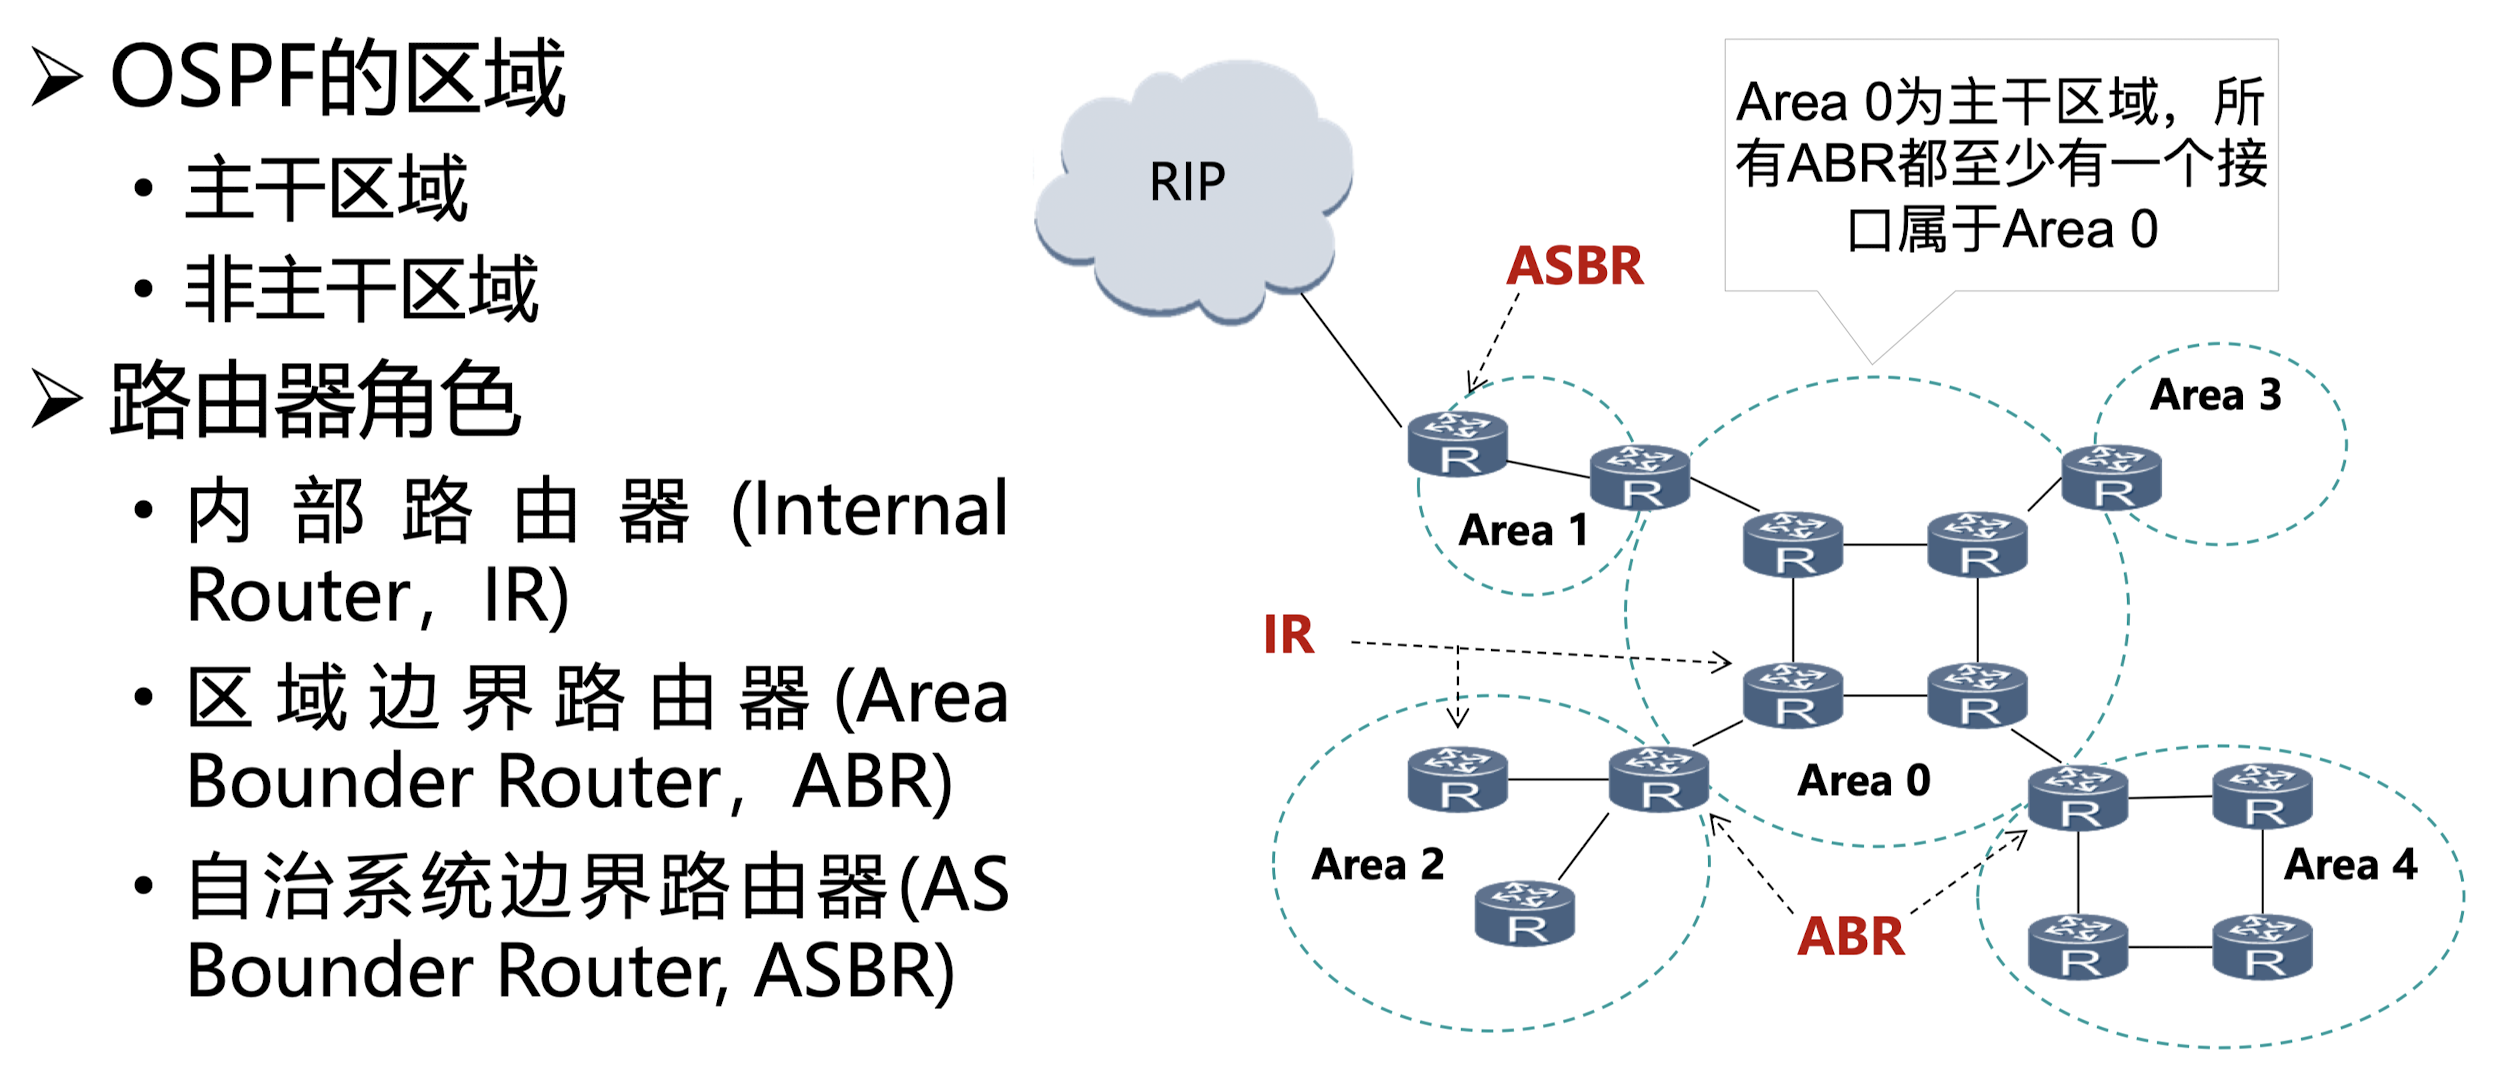 OSPF的区域
主干区域
非主干区域
路由器角色
内部路由器 (Internal
Router，IR)
区域边界路由器 (Area
Bounder Router，ABR)
自治系统边界路由器(AS
Bounder Router, ASBR)
RIP
Area 0为主干区域，所
有ABR都至少有一个接
口属于Area 0
ASBR
Area 3
R
R
R
Area 1
R
R
IR
R
R
R
R
Area 0
R
R
Area 2
Area 4
R
ABR
R
R